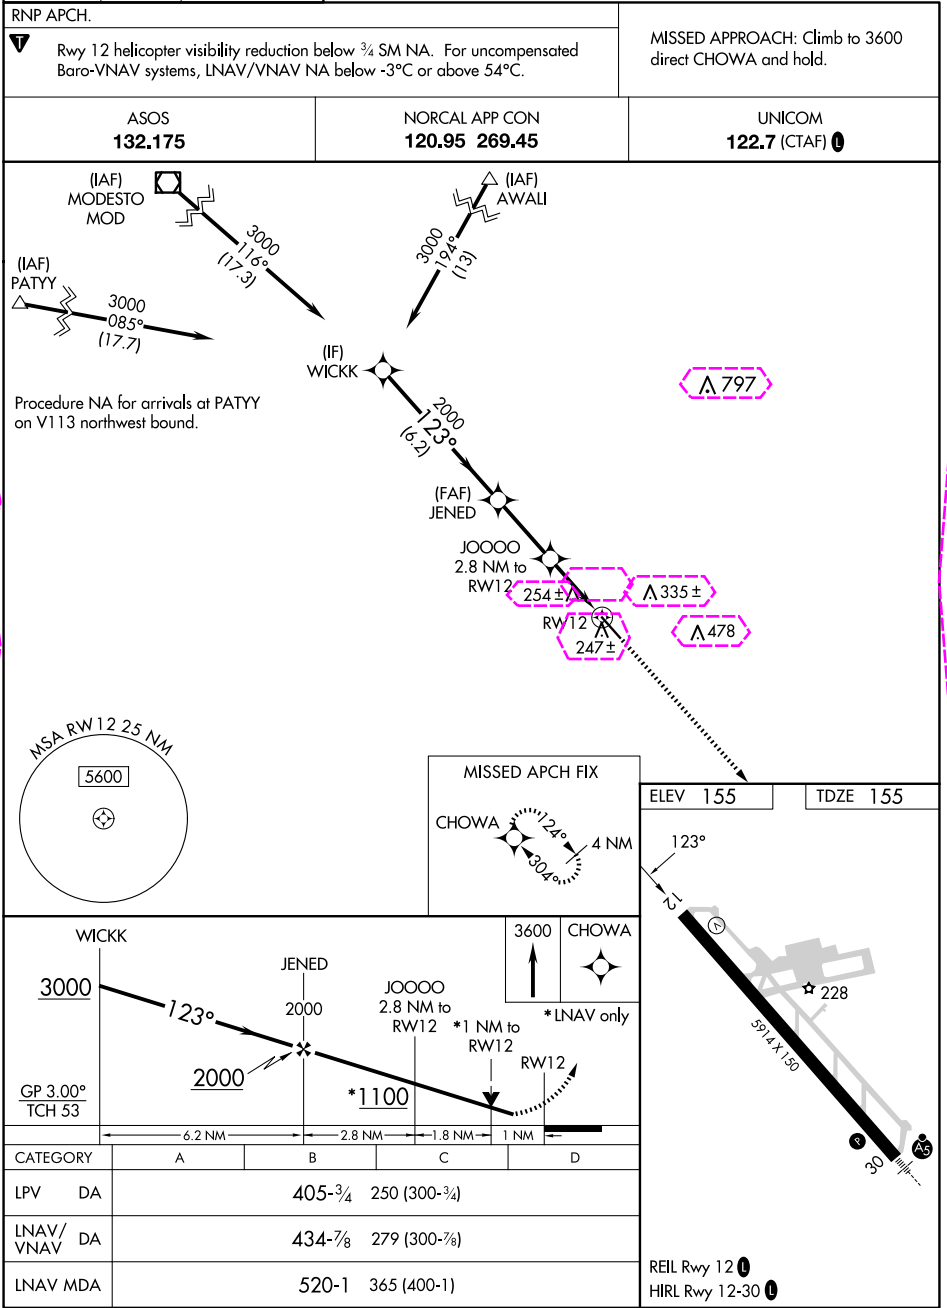 RNP APCH.
T
Rwy 12 helicopter visibility reduction below ¾ SM NA. For uncompensated
Baro-VNAV systems, LNAV/VNAV NA below -3°C or above 54°C.
MISSED APPROACH: Climb to 3600
direct CHOWA and hold.
ASOS
132.175
NORCAL APP CON
120.95 269.45
UNICOM
122.7 (CTAF) L
(IAF)
MODESTO
MOD
3000
116°
(17.3)
(IAF)
AWALI
3000
194°
(13)
(IAF)
PATYY
3000
085°
(17.7)
(IF)
WICKK
Procedure NA for arrivals at PATYY
on V113 northwest bound.
2000
123°
(6.2)
797
(FAF)
JENED
JOOOO
2.8 NM to
RW12
254 ±
335 ±
RW12
247 ±
478
MSA RW12 25 NM
5600
MISSED APCH FIX
CHOWA
124°
304°
4 NM
ELEV 155
TDZE 155
123°
12
V
228
5914 X 150
P
30
A5
REIL Rwy 12 L
HIRL Rwy 12-30 L
WICKK
3000
123°
JENED
2000
2000
JOOOO
2.8 NM to
RW12
*1100
*1 NM to
RW12
RW12
3600
CHOWA
*LNAV only
GP 3.00°
TCH 53
6.2 NM 2.8 NM 1.8 NM 1 NM
CATEGORY A B C D
LPV DA 405-¾ 250 (300-¾)
LNAV/
VNAV DA 434-⅞ 279 (300-⅞)
LNAV MDA 520-1 365 (400-1)